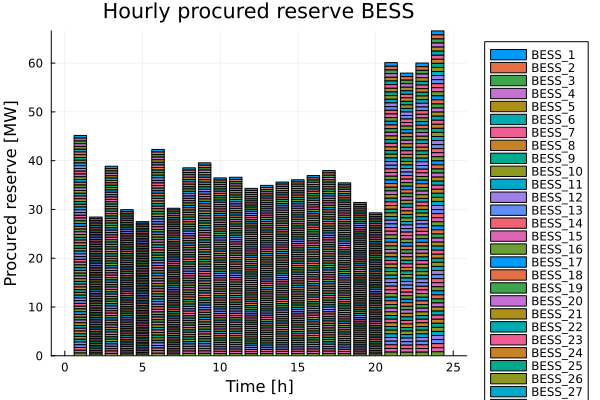 Hourly procured reserve BESS
Procured reserve [MW]
60
50
40
30
20
10
0
0 5 10 15 20 25
Time [h]
BESS_1
BESS_2
BESS_3
BESS_4
BESS_5
BESS_6
BESS_7
BESS_8
BESS_9
BESS_10
BESS_11
BESS_12
BESS_13
BESS_14
BESS_15
BESS_16
BESS_17
BESS_18
BESS_19
BESS_20
BESS_21
BESS_22
BESS_23
BESS_24
BESS_25
BESS_26
BESS_27